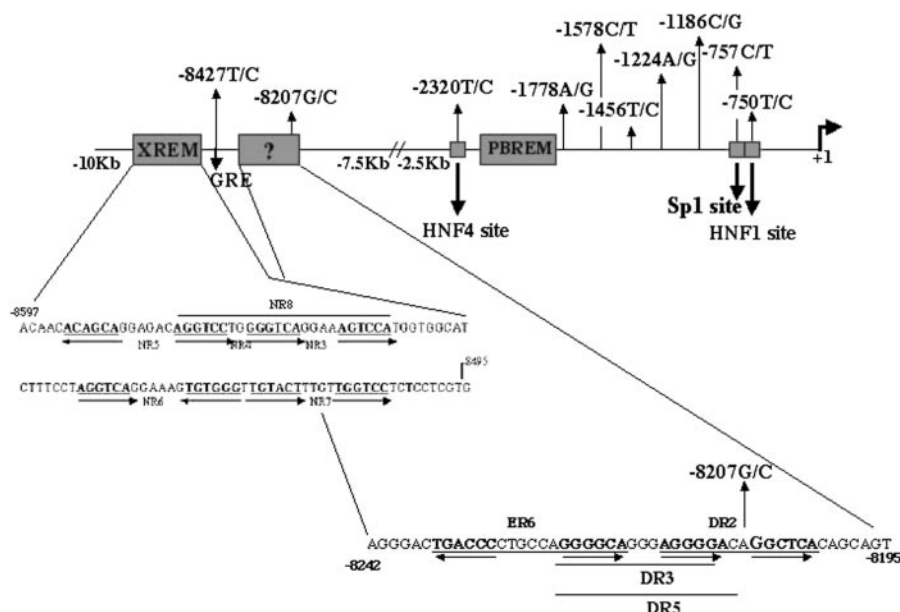 -1186C/G
-1578C/T
-757C/T
-8427T/C
-1224A/G
-8207G/C
-2320T/C
-1778A/G
-1456T/C
-750T/C
XREM
?
PBREM
-10Kb
-7.5Kb
-2.5Kb
+1
GRE
HNF4 site
Sp1 site
HNF1 site
NR8
-8597
ACAACACAGCAGGAGACAGGTCCTGGGGTCAGGAAAGTCCATGGTGGCAT
NR5 NR4 NR3
-8495
CTTTCCTAGGTCAGGAAAGTGTGGGTTGTACTTTGTTGGTCCTCTCCTCGTG
NR6 NR7
-8207G/C
ER6 DR2
AGGGACTGACCCCTGCCAGGGGCAGGGAGGGGACAGGCTCACAGCAGT
-8242
-8195
DR3
DR5